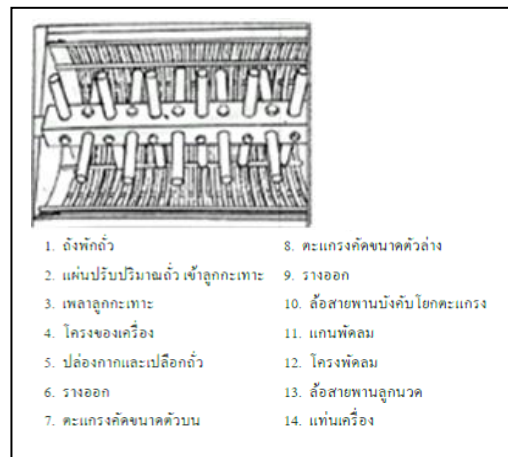 1. ถังพักถั่ว
2. แผ่นปรับปริมาณถั่ว เข้าลูกกะเทาะ
3. เพลาลูกกะเทาะ
4. โครงของเครื่อง
5. ปล่องกากและเปลือกถั่ว
6. รางออก
7. ตะแกรงคัดขนาดตัวบน
8. ตะแกรงคัดขนาดตัวล่าง
9. รางออก
10. ล้อสายพานบังคับโยกตะแกรง
11. แกนพัดลม
12. โครงพัดลม
13. ล้อสายพานลูกนวด
14. แท่นเครื่อง